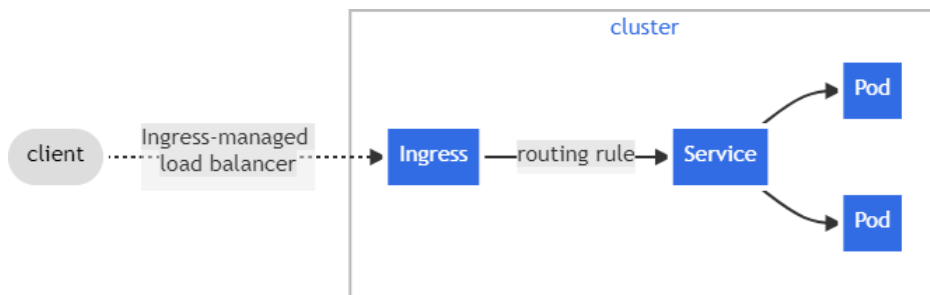 cluster
client
Ingress-managed
load balancer
Ingress
routing rule
Service
Pod
Pod